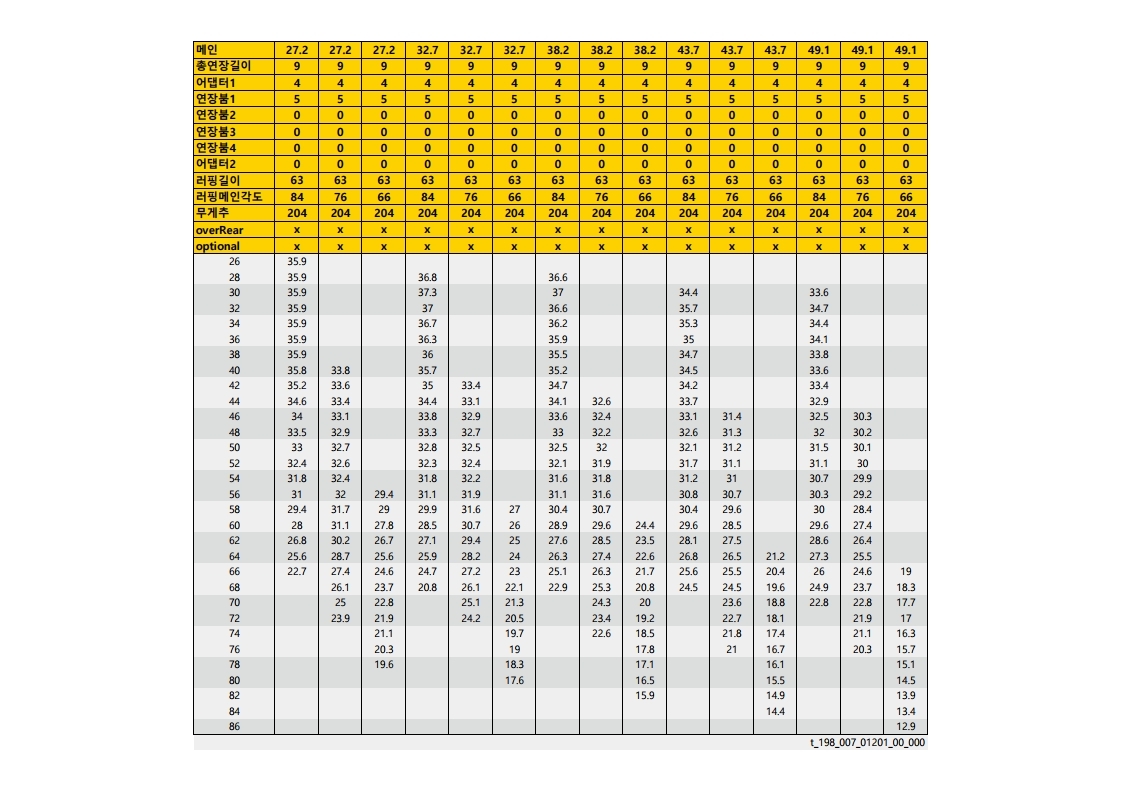 메인 27.2 27.2 27.2 32.7 32.7 32.7 38.2 38.2 38.2 43.7 43.7 43.7 49.1 49.1 49.1
총연장길이 9 9 9 9 9 9 9 9 9 9 9 9 9 9 9
어댑터1 4 4 4 4 4 4 4 4 4 4 4 4 4 4 4
연장붐1 5 5 5 5 5 5 5 5 5 5 5 5 5 5 5
연장붐2 0 0 0 0 0 0 0 0 0 0 0 0 0 0 0
연장붐3 0 0 0 0 0 0 0 0 0 0 0 0 0 0 0
연장붐4 0 0 0 0 0 0 0 0 0 0 0 0 0 0 0
어댑터2 0 0 0 0 0 0 0 0 0 0 0 0 0 0 0
러핑길이 63 63 63 63 63 63 63 63 63 63 63 63 63 63 63
러핑메인각도 84 76 66 84 76 66 84 76 66 84 76 66 84 76 66
무게추 204 204 204 204 204 204 204 204 204 204 204 204 204 204 204
overRear x x x x x x x x x x x x x x x
optional x x x x x x x x x x x x x x x
26 35.9
28 35.9 36.8 36.6
30 35.9 37.3 37 34.4 33.6
32 35.9 37 36.6 35.7 34.7
34 35.9 36.7 36.2 35.3 34.4
36 35.9 36.3 35.9 35 34.1
38 35.9 36 35.5 34.7 33.8
40 35.8 33.8 35.7 35.2 34.5 33.6
42 35.2 33.6 35 33.4 34.7 34.2 33.4
44 34.6 33.4 34.4 33.1 34.1 32.6 33.7 32.9
46 34 33.1 33.8 32.9 33.6 32.4 33.1 31.4 32.5 30.3
48 33.5 32.9 33.3 32.7 33 32.2 32.6 31.3 32 30.2
50 33 32.7 32.8 32.5 32.5 32 32.1 31.2 31.5 30.1
52 32.4 32.6 32.3 32.4 32.1 31.9 31.7 31.1 31.1 30
54 31.8 32.4 31.8 32.2 31.6 31.8 31.2 31 30.7 29.9
56 31 32 29.4 31.1 31.9 31.1 31.6 30.8 30.7 30.3 29.2
58 29.4 31.7 29 29.9 31.6 27 30.4 30.7 30.4 29.6 30 28.4
60 28 31.1 27.8 28.5 30.7 26 28.9 29.6 24.4 29.6 28.5 29.6 27.4
62 26.8 30.2 26.7 27.1 29.4 25 27.6 28.5 23.5 28.1 27.5 28.6 26.4
64 25.6 28.7 25.6 25.9 28.2 24 26.3 27.4 22.6 26.8 26.5 21.2 27.3 25.5
66 22.7 27.4 24.6 24.7 27.2 23 25.1 26.3 21.7 25.6 25.5 20.4 26 24.6 19
68 26.1 23.7 20.8 26.1 22.1 22.9 25.3 20.8 24.5 24.5 19.6 24.9 23.7 18.3
70 25 22.8 25.1 21.3 24.3 20 23.6 18.8 22.8 22.8 17.7
72 23.9 21.9 24.2 20.5 23.4 19.2 22.7 18.1 21.9 17
74 21.1 19.7 22.6 18.5 21.8 17.4 21.1 16.3
76 20.3 19 17.8 21 16.7 20.3 15.7
78 19.6 18.3 17.1 16.1 15.1
80 17.6 16.5 15.5 14.5
82 15.9 14.9 13.9
84 14.4 13.4
86 12.9
t_198_007_01201_00_000